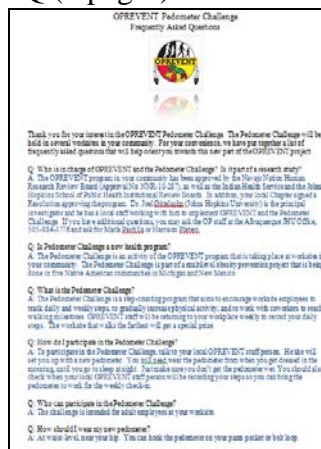 Q (
OPREVENT Pedometer Challenge
Frequently Asked Questions
OPREVENT
Thank you for your interest in the OPREVENT Pedometer Challenge. The Pedometer Challenge will be
held in several worksites in your community. For your convenience, we have put together a list of
frequently asked questions that will help orient you towards this new part of the OPREVENT project.
Q: Who is in charge of OPREVENT and the Pedometer Challenge? Is it part of a research study?
A: The OPREVENT program in your community has been approved by the Navajo Nation Human
Research Review Board (Approval No. as well as the Indian Health Service and the Johns
Hopkins School of Public Health Institutional Review Boards. In addition, your local Chapter signed a
Resolution approving the program. Dr. Joel Gittelsohn (Johns Hopkins University) is the principal
investigator and he has a local staff working with him to implement OPREVENT and the Pedometer
Challenge. If you have additional questions, you may ask the OP staff at the Albuquerque JHU Office,
and ask for or
Q: Is Pedometer Challenge a new health program?
A: The Pedometer Challenge is an activity of the OPREVENT program that is taking place at worksites in
your community. The Pedometer Challenge is part of a multilevel obesity prevention project that is being
done in five Native American communities in Michigan and New Mexico.
Q: What is the Pedometer Challenge?
A: The Pedometer Challenge is a step-counting program that aims to encourage worksite employees to
track daily and weekly steps, to gradually increase physical activity, and to work with coworkers to reach
walking milestones. OPREVENT staff will be returning to your workplace weekly to record your daily
steps. The worksite that walks the farthest will get a special prize.
Q: How do I participate in the Pedometer Challenge?
A: To participate in the Pedometer Challenge, talk to your local OPREVENT staff person. He/she will
set you up with a new pedometer. You will need wear the pedometer from when you get dressed in the
morning, until you go to sleep at night. Just make sure you don't get the pedometer wet. You should also
check when your local OPREVENT staff person will be recording your steps so you can bring the
pedometer to work for the weekly check-in.
Q: Who can participate in the Pedometer Challenge?
A: The challenge is intended for adult employees at your worksite.
Q: How should I wear my new pedometer?
A: At waist-level, near your hip. You can hook the pedometer on your pants pocket or belt loop.